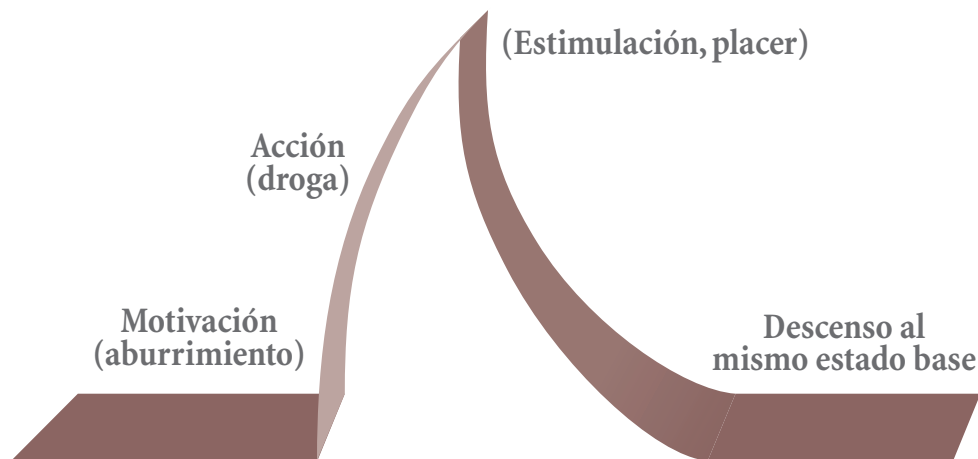 (Estimulación, placer)
Acción
(droga)
Motivación
(aburrimiento)
Descenso al
mismo estado base